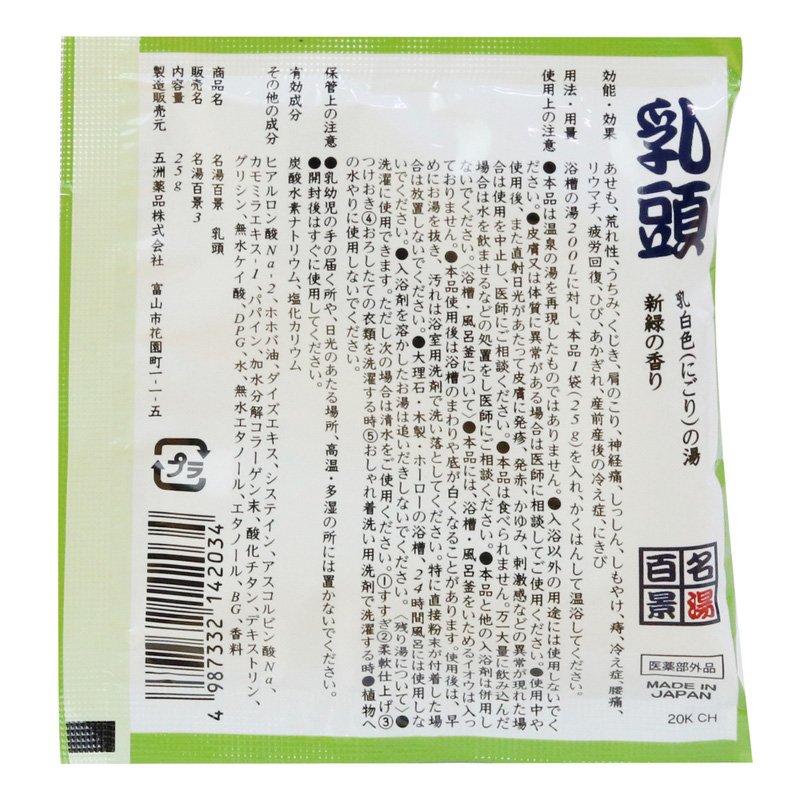 乳頭
乳白色(にごり)の湯
新緑の香り
名湯
百景
医薬部外品
MADE IN
JAPAN
20K CH
効能・効果
あせも、荒れ性、うちみ、くじき、肩のこり、神経痛、しっしん、しもやけ、痔、冷え症、腰痛、
リウマチ、疲労回復、ひび、あかぎれ、産前産後の冷え症、にきび
用法・用量
浴槽の湯200Lに対し、本品1袋(25g)を入れ、かくはんして温浴してください。
使用上の注意
●本品は温泉の湯を再現したものではありません。●入浴以外の用途には使用しないでく
ださい。●皮膚又は体質に異常がある場合は医師に相談してご使用ください。●使用中や
使用後、また直射日光があたって皮膚に発疹、発赤、かゆみ、刺激感などの異常が現れた場
合は使用を中止し、医師にご相談ください。●本品は食べられません。万一大量に飲み込んだ
場合は水を飲ませるなどの処置をし医師にご相談ください。●本品と他の入浴剤は併用し
ないでください。〈浴槽・風呂釜について〉●本品には、浴槽・風呂釜をいためるイオウは入っ
ておりません。●本品使用後は浴槽のまわりや底が白くなることがあります。使用後は、早
めにお湯を抜き、汚れは浴室用洗剤で洗い落としてください。特に直接粉末が付着した場
合は放置しないでください。●大理石・木製・ホーローの浴槽、24時間風呂には使用しな
いでください。●入浴剤を溶かしたお湯は追いだきしないでください。〈残り湯について〉●
洗濯に使用できます。ただし次の場合は清水をご使用ください。①すすぎ②柔軟仕上げ③
つけおき④おろしたての衣類を洗濯する時⑤おしゃれ着洗い用洗剤で洗濯する時●植物へ
の水やりに使用しないでください。
保管上の注意
●乳幼児の手の届く所や、日光のあたる場所、高温・多湿の所には置かないでください。
●開封後はすぐに使用してください。
有効成分
炭酸水素ナトリウム、塩化カリウム
その他の成分
ヒアルロン酸Na-2、ホホバ油、ダイズエキス、システイン、アスコルビン酸Na、
カモミラエキス-1、パパイン、加水分解コラーゲン末、酸化チタン、デキストリン、
グリシン、無水ケイ酸、DPG、水、無水エタノール、エタノール、BG、香料
商品名
名湯百景 乳頭
販売名
名湯百景3
内容量
25g
製造販売元
五洲薬品株式会社 富山市花園町一-一-五
プラ
4 987332 142034